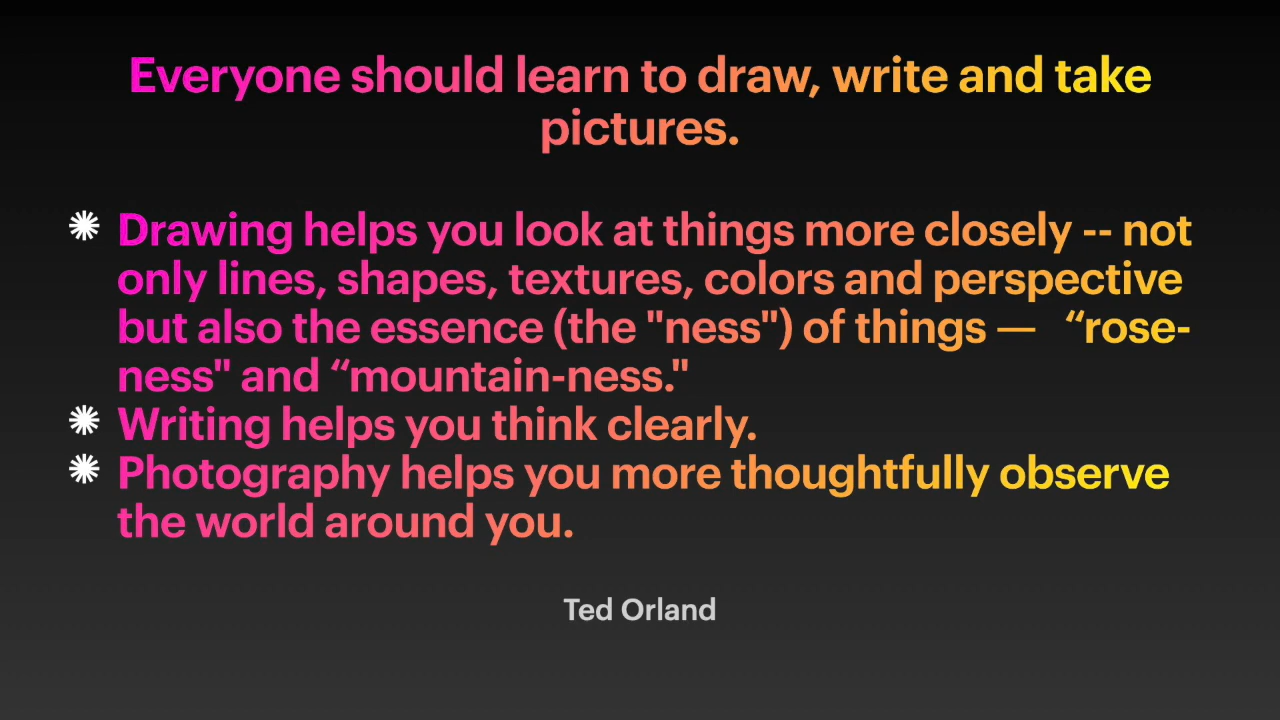 Everyone should learn to draw, write and take
pictures.
✺ Drawing helps you look at things more closely -- not
only lines, shapes, textures, colors and perspective
but also the essence (the "ness") of things — “rose-
ness" and “mountain-ness."
✺ Writing helps you think clearly.
✺ Photography helps you more thoughtfully observe
the world around you.
Ted Orland